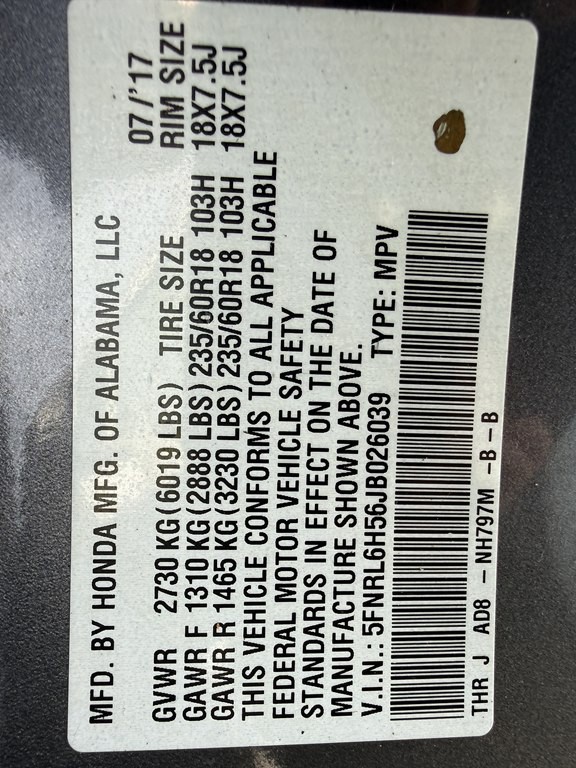 MFD. BY HONDA MFG. OF ALABAMA, LLC 07/'17
GVWR 2730 KG(6019 LBS) TIRE SIZE RIM SIZE
GAWR F 1310 KG(2888 LBS) 235/60R18 103H 18X7.5J
GAWR R 1465 KG(3230 LBS) 235/60R18 103H 18X7.5J
THIS VEHICLE CONFORMS TO ALL APPLICABLE
FEDERAL MOTOR VEHICLE SAFETY
STANDARDS IN EFFECT ON THE DATE OF
MANUFACTURE SHOWN ABOVE.
V.I.N.: 5FNRL6H56JB026039 TYPE: MPV
THR J AD8 - NH797M -B-B